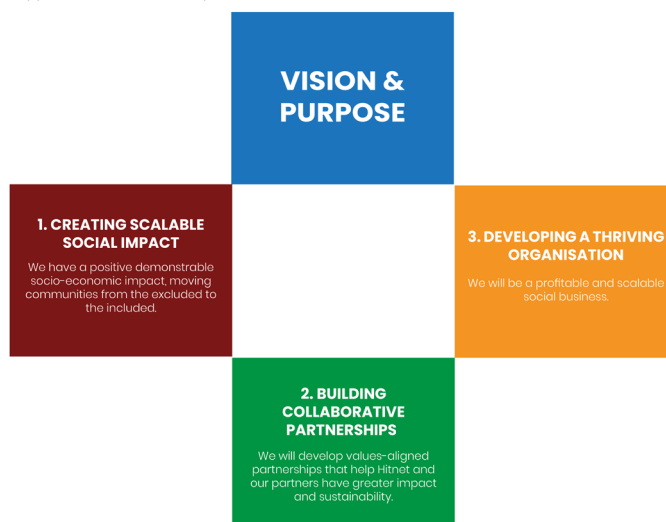 VISION &
PURPOSE
1. CREATING SCALABLE
SOCIAL IMPACT
We have a positive demonstrable
socio-economic impact, moving
communities from the excluded to
the included.
2. BUILDING
COLLABORATIVE
PARTNERSHIPS
We will develop values-aligned
partnerships that help Hitnet and
our partners have greater impact
and sustainability.
3. DEVELOPING A THRIVING
ORGANISATION
We will be a profitable and scalable
social business.